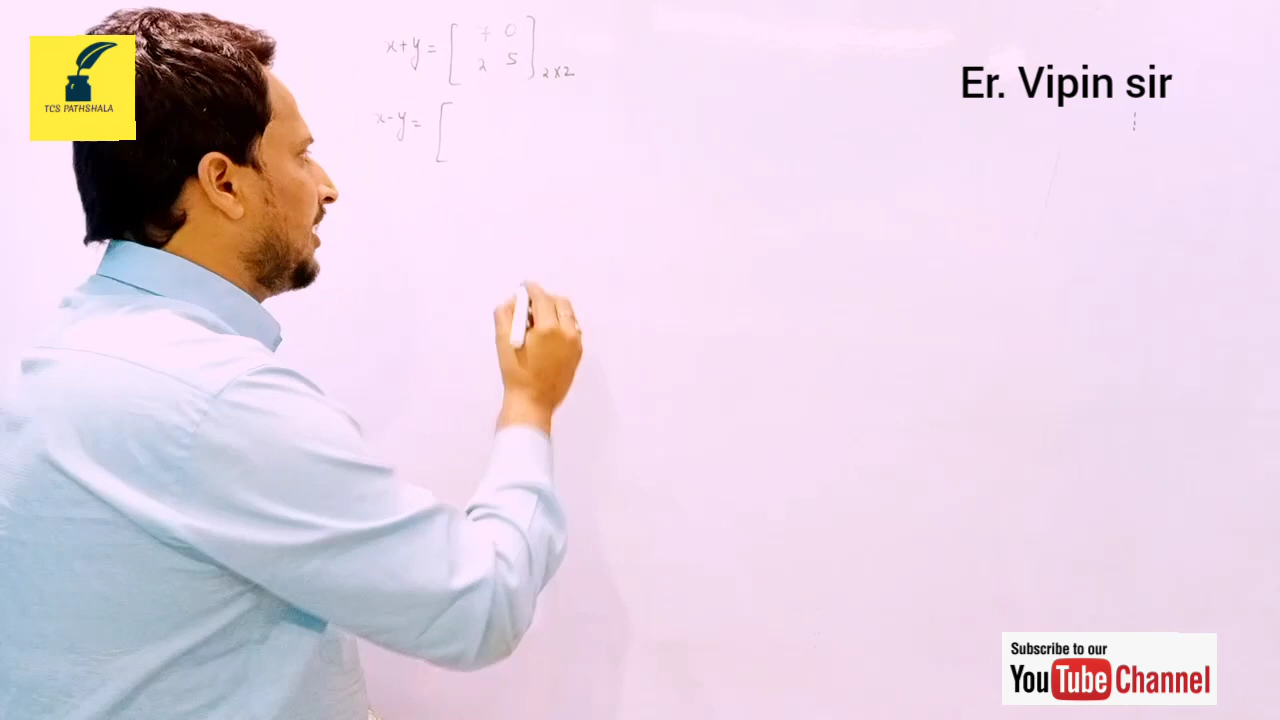 TCS PATHSHALA
x+y = [ 7 0
2 5 ] 2x2
x-y = [
Er. Vipin sir
Subscribe to our
YouTube Channel